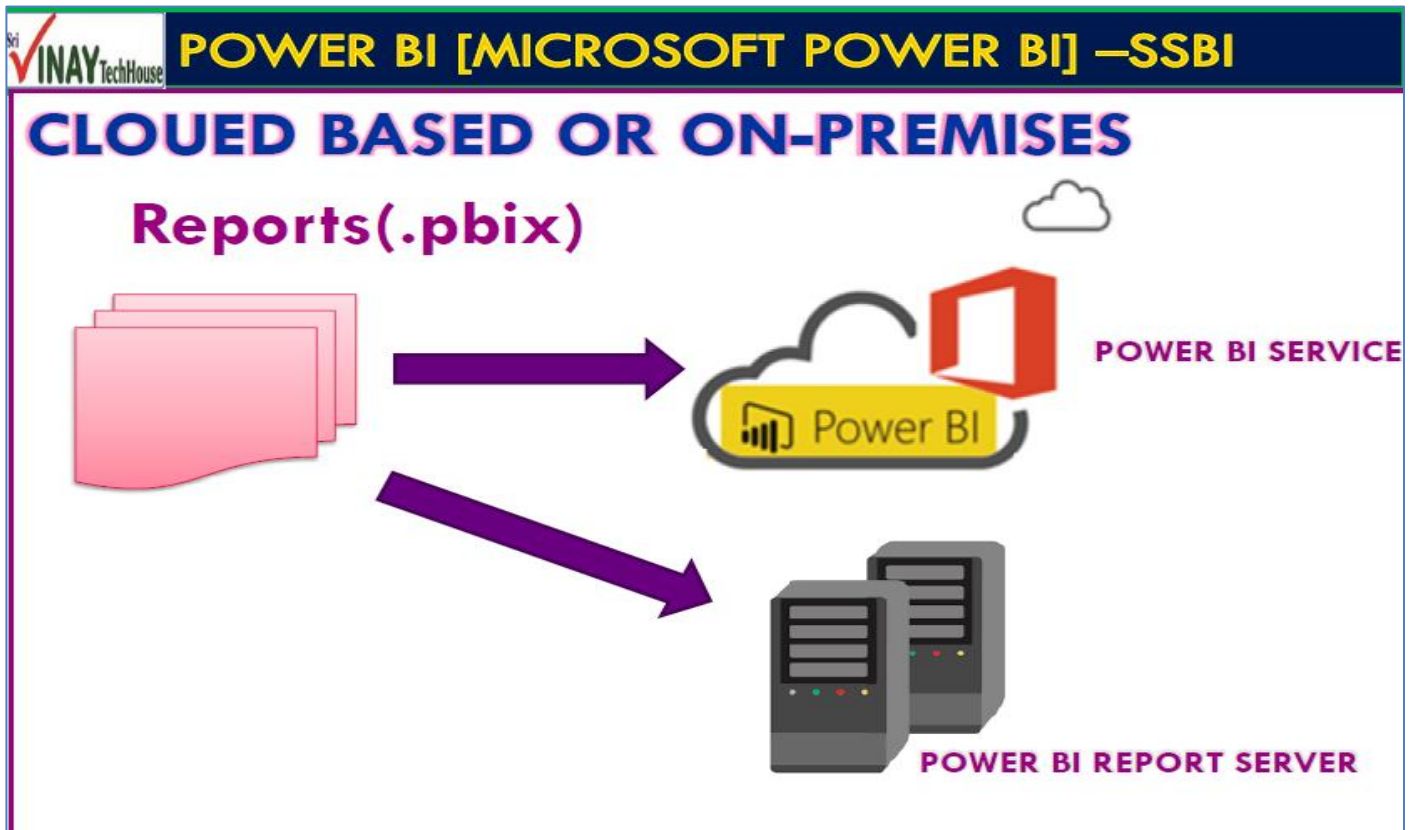 Sri
VINAY TechHouse
POWER BI [MICROSOFT POWER BI] –SSBI
CLOUED BASED OR ON-PREMISES
Reports(.pbix)
POWER BI SERVICE
Power BI
POWER BI REPORT SERVER